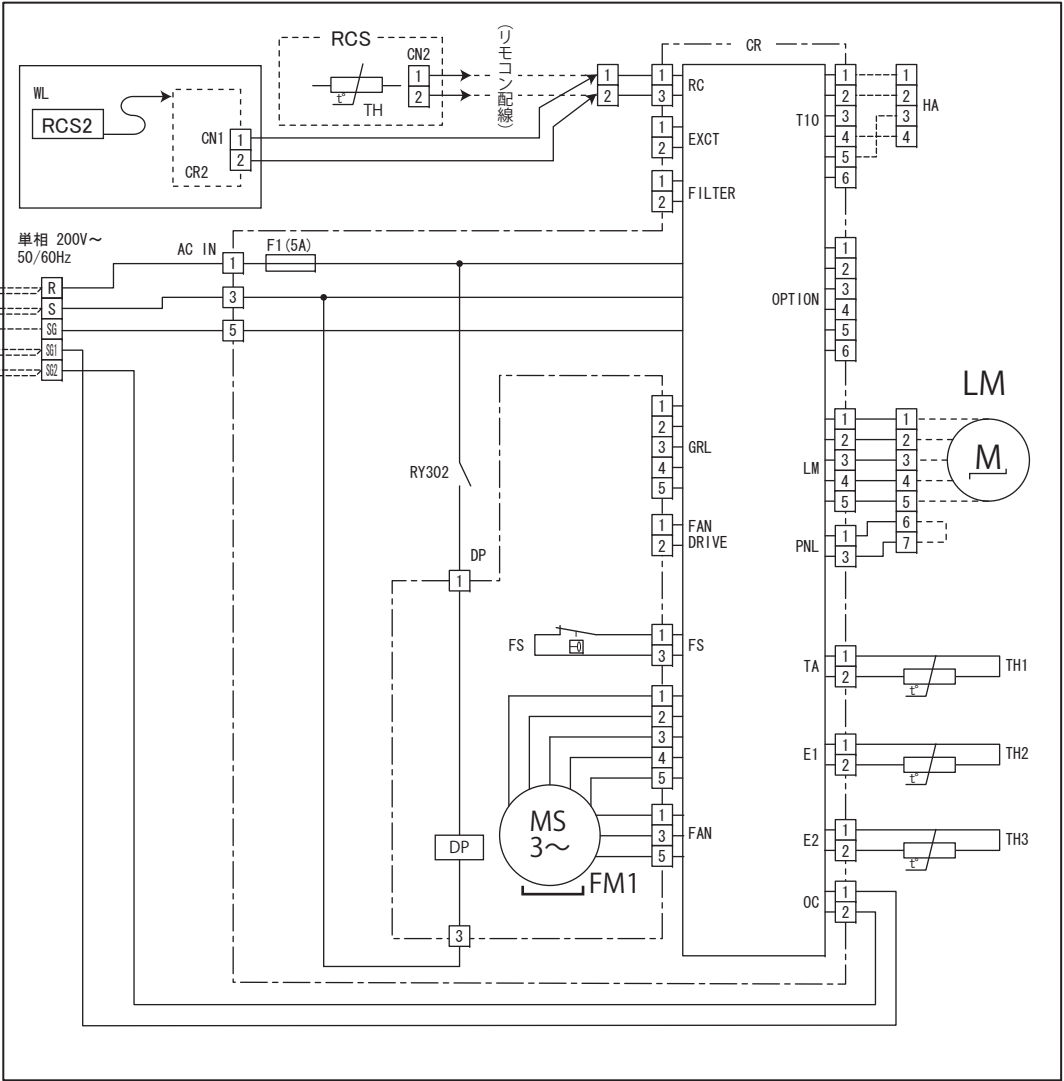 RCS
CN2
1
2
t°
TH
（リモコン配線）
WL
RCS2
CN1
1
2
CR2
1
2
CR
1
3
RC
1
2
EXCT
1
2
FILTER
T10
1
2
3
4
5
6
1
2
3
4
HA
単相 200V～
50/60Hz
R
S
SG
SG1
SG2
AC IN
1
3
5
F1(5A)
OPTION
1
2
3
4
5
6
1
2
3
4
5
GRL
1
2
FAN
DRIVE
RY302
DP
1
DP
3
FS
1
3
FS
1
2
3
4
5
1
3
5
FAN
MS
3～
FM1
LM
LM
1
2
3
4
5
PNL
1
3
1
2
3
4
5
6
7
M
TA
1
2
t°
TH1
E1
1
2
t°
TH2
E2
1
2
t°
TH3
OC
1
2